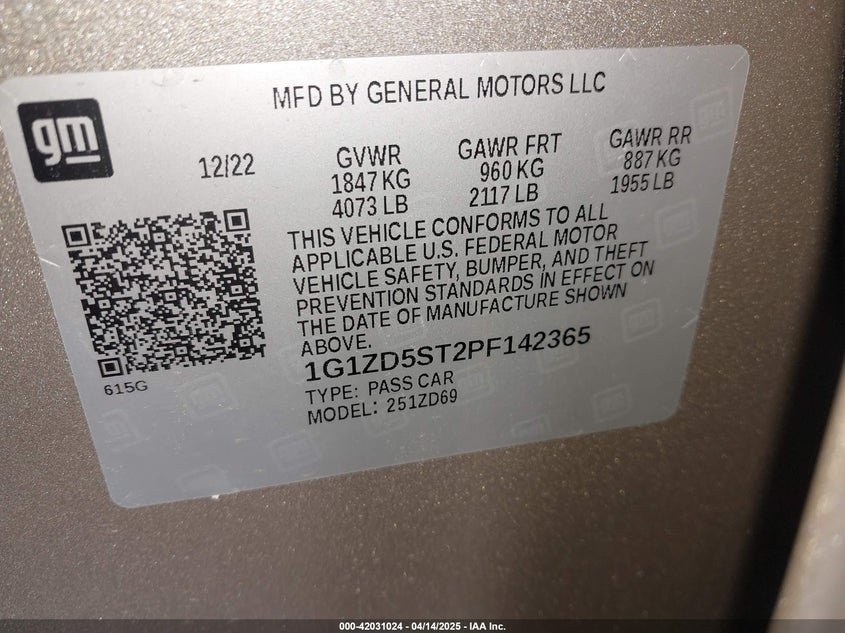 MFD BY GENERAL MOTORS LLC
gm
12/22
GVWR
1847 KG
4073 LB
GAWR FRT
960 KG
2117 LB
GAWR RR
887 KG
1955 LB
THIS VEHICLE CONFORMS TO ALL
APPLICABLE U.S. FEDERAL MOTOR
VEHICLE SAFETY, BUMPER, AND THEFT
PREVENTION STANDARDS IN EFFECT ON
THE DATE OF MANUFACTURE SHOWN
ABOVE.
1G1ZD5ST2PF142365
TYPE: PASS CAR
MODEL: 251ZD69
615G
000-42031024 - 04/14/2025 - IAA Inc.